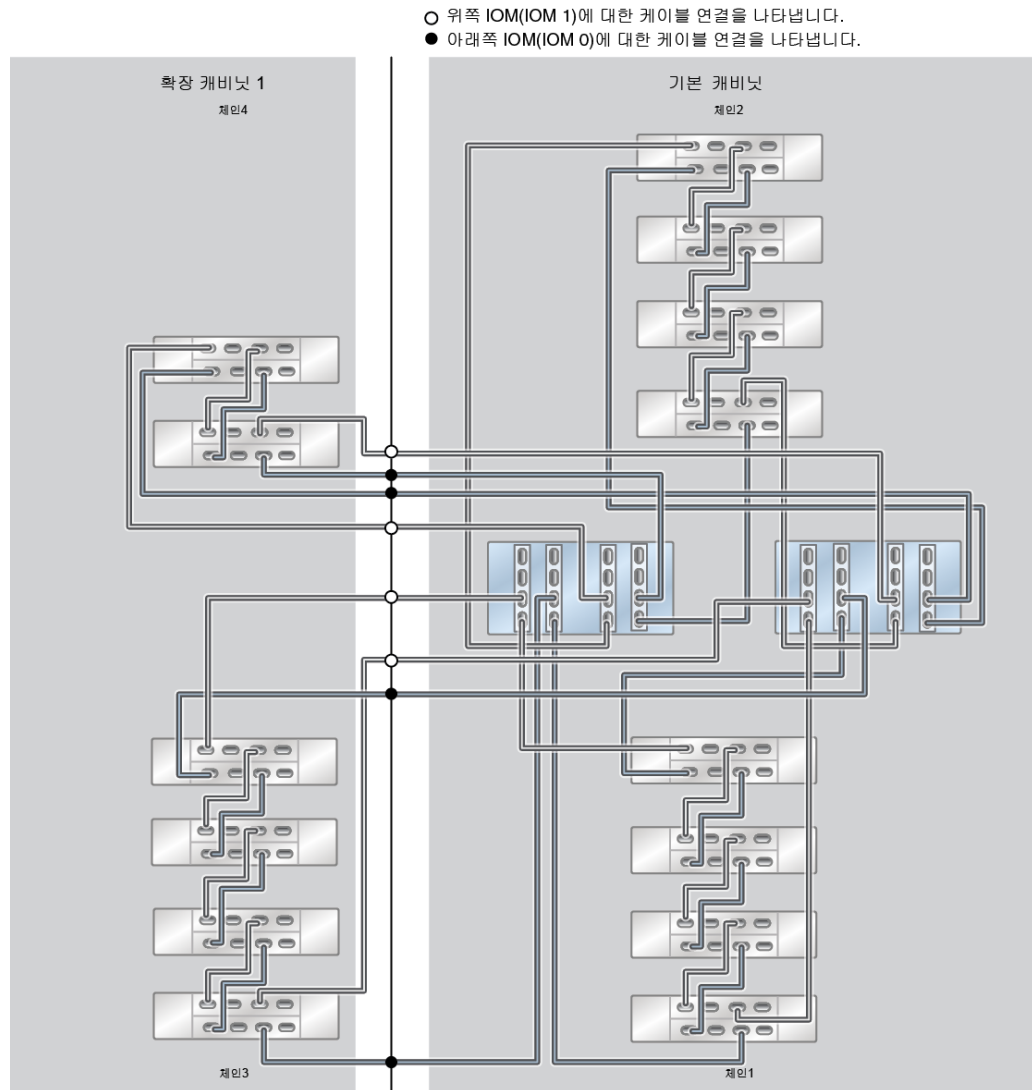 위쪽 IOM(IOM 1)에 대한 케이블 연결을 나타냅니다.
아래쪽 IOM(IOM 0)에 대한 케이블 연결을 나타냅니다.
확장 캐비닛 1
체인4
기본 캐비닛
체인2
체인3
체인1